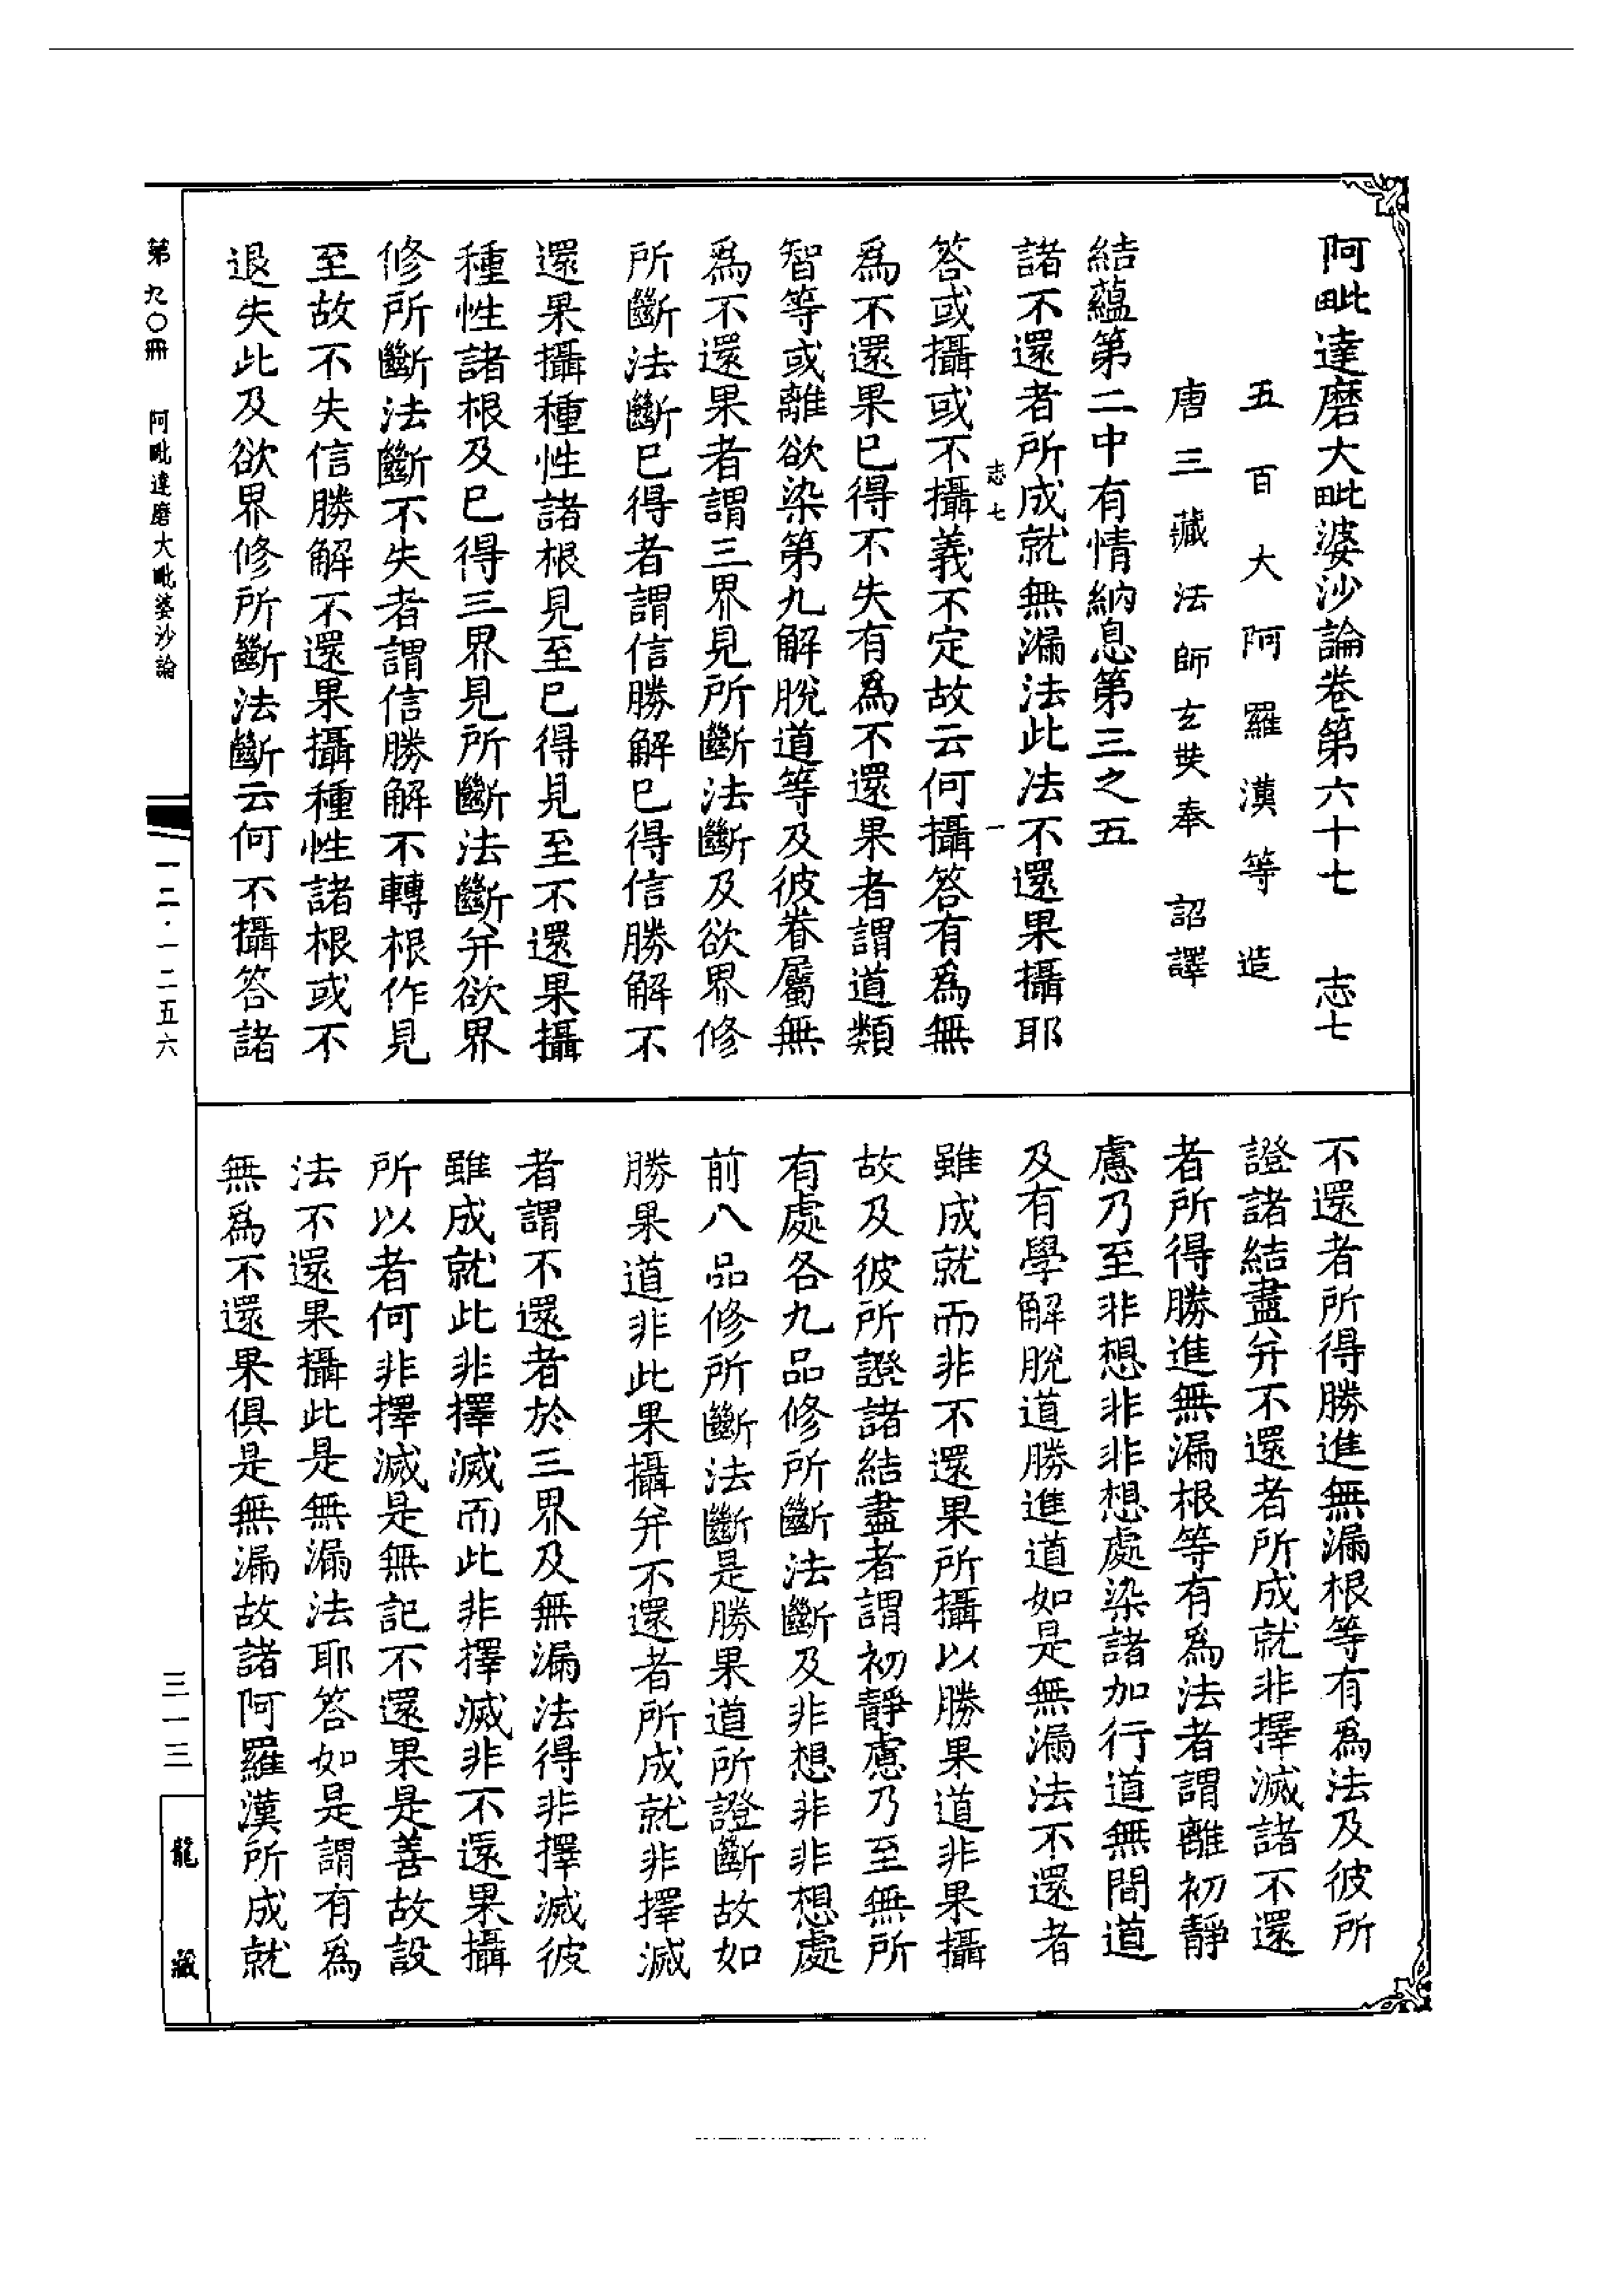 阿毗達磨大毗婆沙論卷第六十七　志七
五百大阿羅漢等造
唐三藏法師玄奘奉　詔譯
結蘊第二中有情納息第三之五
諸不還者所成就無漏法此法不還果攝耶
志七　一
答或攝或不攝義不定故云何攝答有爲無
爲不還果已得不失有爲不還果者謂道類
智等或離欲染第九解脫道等及彼眷屬無
爲不還果者謂三界見所斷法斷及欲界修
所斷法斷已得者謂信勝解已得信勝解不
還果攝種性諸根見至已得見至不還果攝
種性諸根及已得三界見所斷法斷并欲界
修所斷法斷不失者謂信勝解不轉根作見
至故不失信勝解不還果攝種性諸根或不
退失此及欲界修所斷法斷云何不攝答諸
不還者所得勝進無漏根等有爲法及彼所
證諸結盡并不還者所成就非擇滅諸不還
者所得勝進無漏根等有爲法者謂離初靜
慮乃至非想非非想處染諸加行道無間道
及有學解脫道勝進道如是無漏法不還者
雖成就而非不還果所攝以勝果道非果攝
故及彼所證諸結盡者謂初靜慮乃至無所
有處各九品修所斷法斷及非想非非想處
前八品修所斷法斷是勝果道所證斷故如
勝果道非此果攝并不還者所成就非擇滅
者謂不還者於三界及無漏法得非擇滅彼
雖成就此非擇滅而此非擇滅非不還果攝
所以者何非擇滅是無記不還果是善故設
法不還果攝此是無漏法耶答如是謂有爲
無爲不還果俱是無漏故諸阿羅漢所成就
第九〇冊　阿毗達磨大毗婆沙論
一二·一二五六
三一三
龍藏